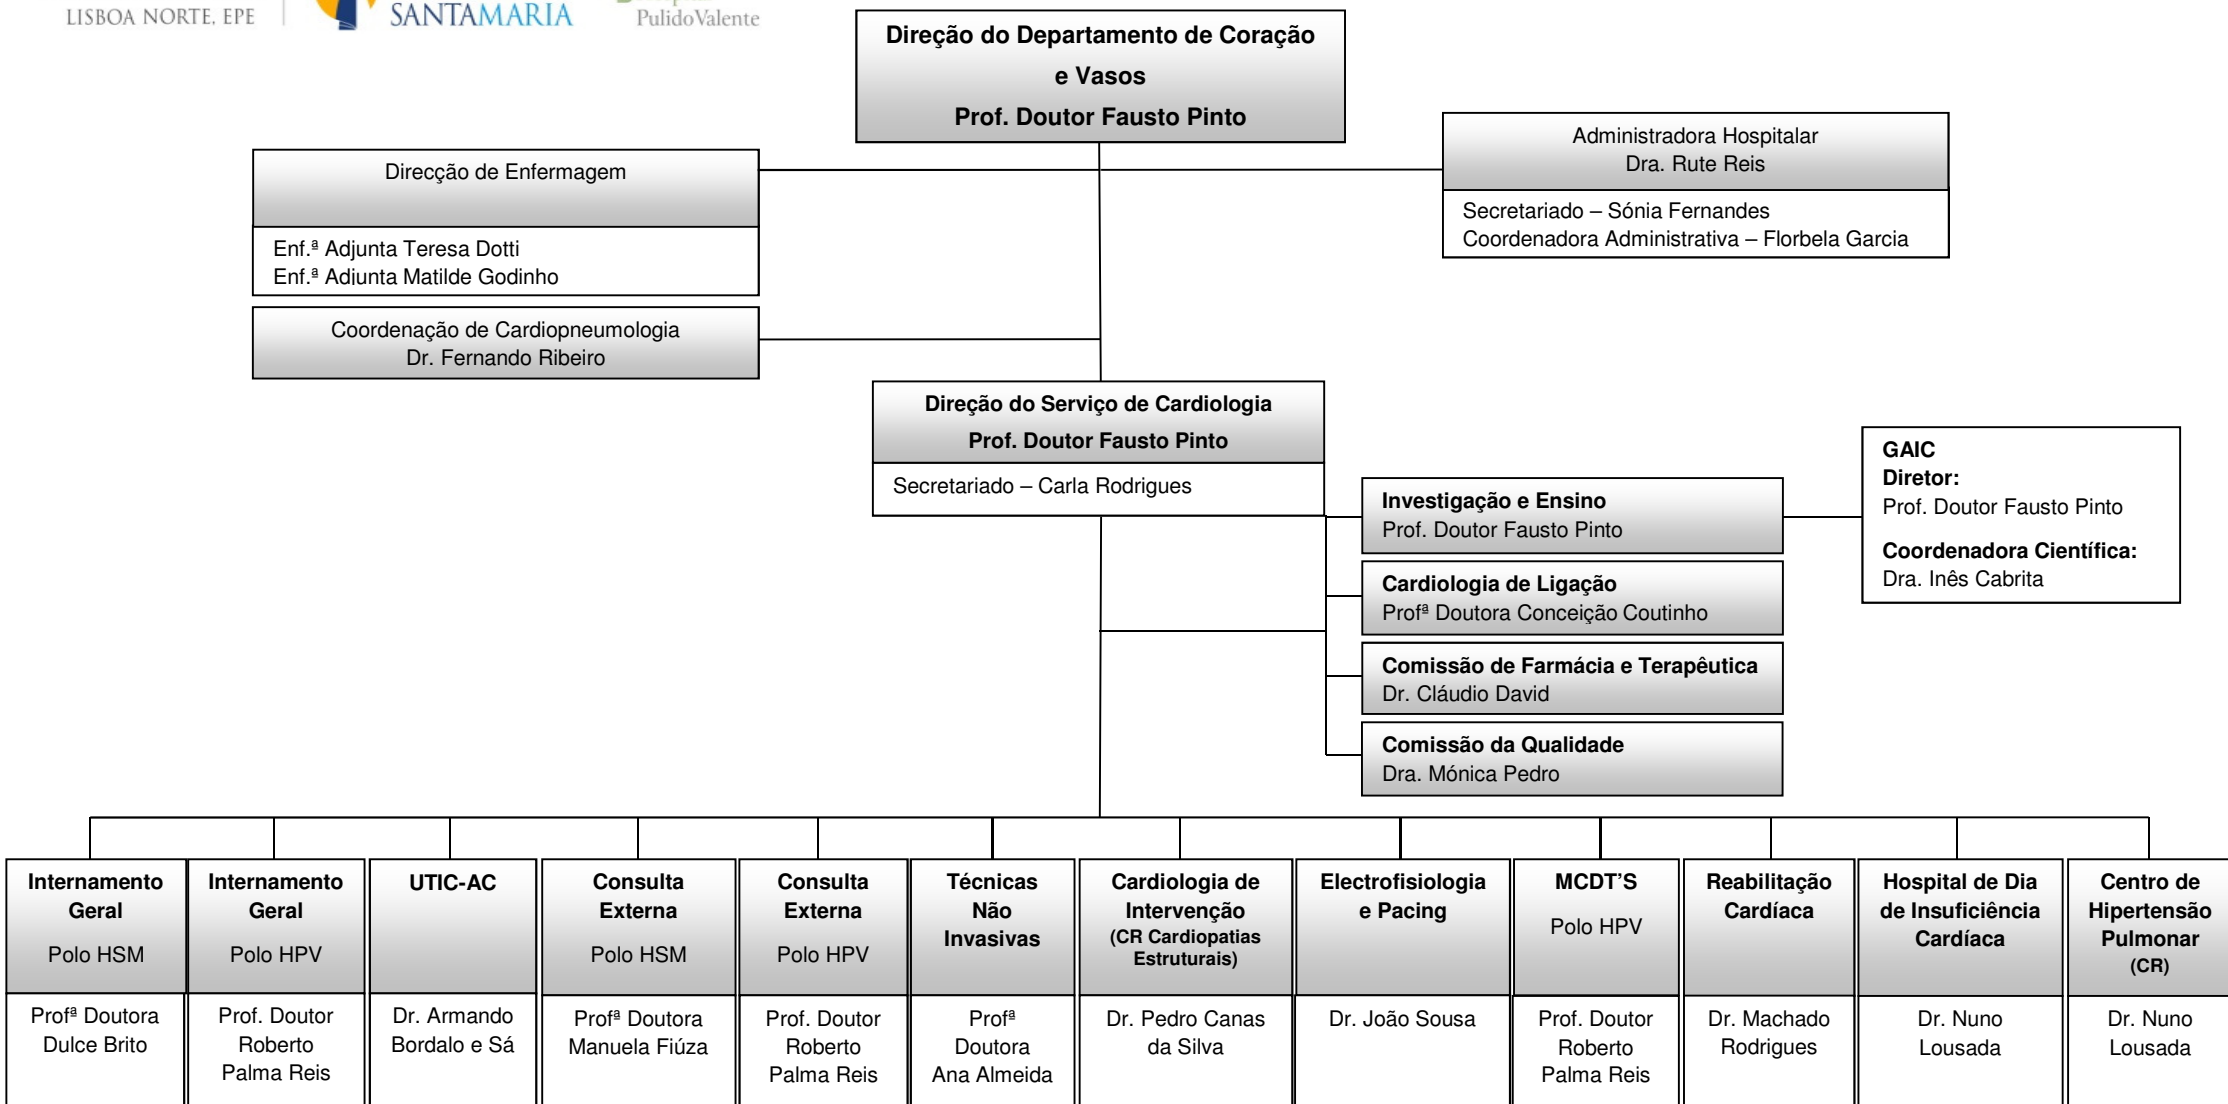 LISBOA NORTE, EPE
SANTAMARIA
PulidoValente
Direção do Departamento de Coração
e Vasos
Prof. Doutor Fausto Pinto
Direcção de Enfermagem
Enf.ª Adjunta Teresa Dotti
Enf.ª Adjunta Matilde Godinho
Administradora Hospitalar
Dra. Rute Reis
Secretariado – Sónia Fernandes
Coordenadora Administrativa – Florbela Garcia
Coordenação de Cardiopneumologia
Dr. Fernando Ribeiro
Direção do Serviço de Cardiologia
Prof. Doutor Fausto Pinto
Secretariado – Carla Rodrigues
Investigação e Ensino
Prof. Doutor Fausto Pinto
GAIC
Diretor:
Prof. Doutor Fausto Pinto
Coordenadora Científica:
Dra. Inês Cabrita
Cardiologia de Ligação
Profª Doutora Conceição Coutinho
Comissão de Farmácia e Terapêutica
Dr. Cláudio David
Comissão da Qualidade
Dra. Mónica Pedro
Internamento
Geral
Polo HSM
Profª Doutora
Dulce Brito
Internamento
Geral
Polo HPV
Prof. Doutor
Roberto
Palma Reis
UTIC-AC
Dr. Armando
Bordalo e Sá
Consulta
Externa
Polo HSM
Profª Doutora
Manuela Fiúza
Consulta
Externa
Polo HPV
Prof. Doutor
Roberto
Palma Reis
Técnicas
Não
Invasivas
Profª
Doutora
Ana Almeida
Cardiologia de
Intervenção
(CR Cardiopatias
Estruturais)
Dr. Pedro Canas
da Silva
Electrofisiologia
e Pacing
Dr. João Sousa
MCDT'S
Polo HPV
Prof. Doutor
Roberto
Palma Reis
Reabilitação
Cardíaca
Dr. Machado
Rodrigues
Hospital de Dia
de Insuficiência
Cardíaca
Dr. Nuno
Lousada
Centro de
Hipertensão
Pulmonar
(CR)
Dr. Nuno
Lousada